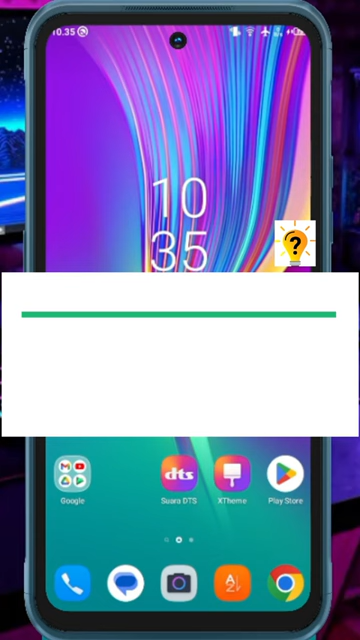 10.35
10
35
?
dts
Google
Suara DTS
XTheme
Play Store
A
Z